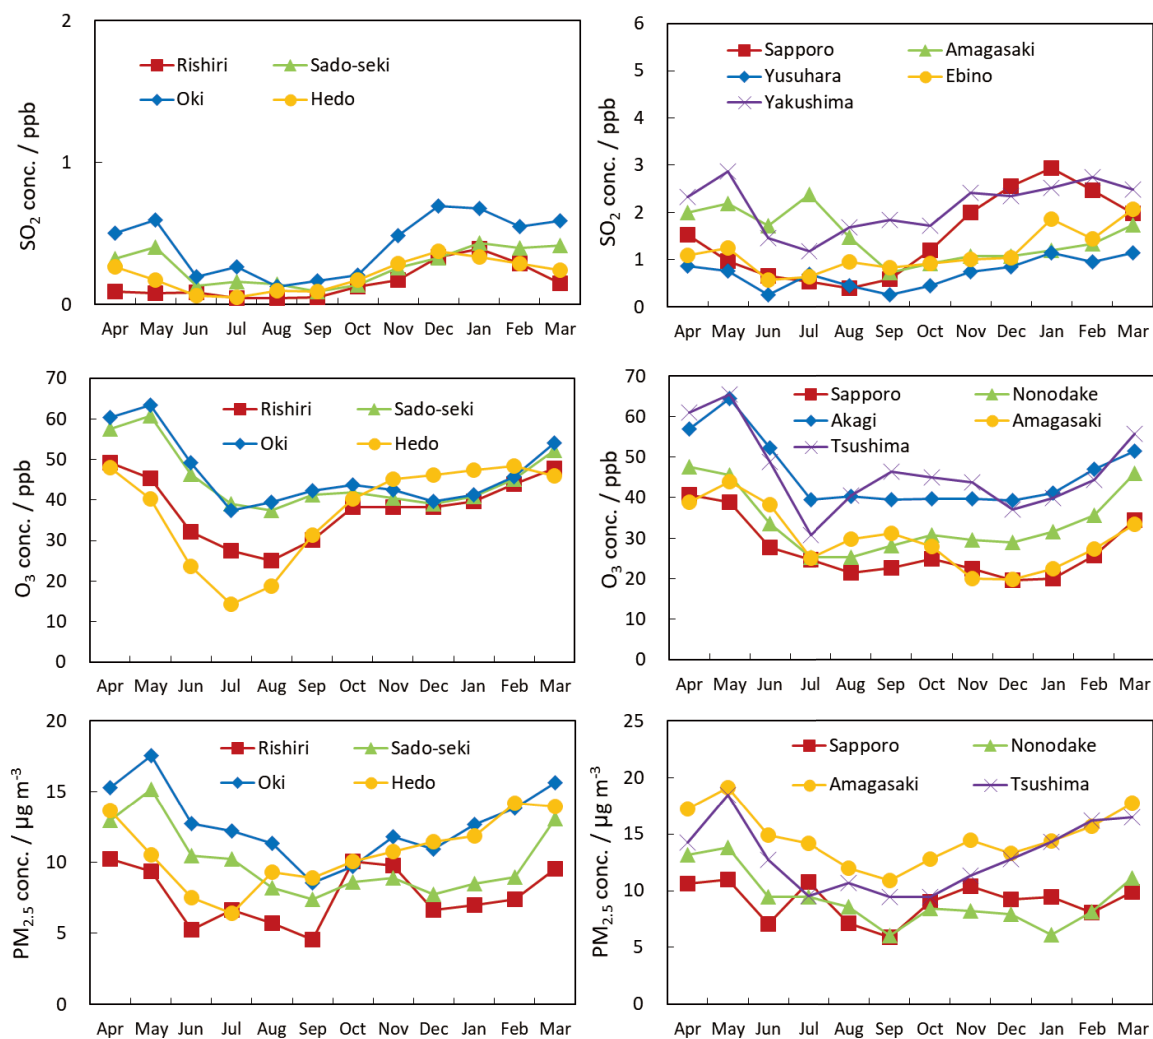 2
Rishiri
Sado-seki
Oki
Hedo
1
0
SO2 conc. / ppb
Apr May Jun Jul Aug Sep Oct Nov Dec Jan Feb Mar
6
Sapporo
Amagasaki
5
Yusuhara
Ebino
Yakushima
4
3
2
1
0
SO2 conc. / ppb
Apr May Jun Jul Aug Sep Oct Nov Dec Jan Feb Mar
70
Rishiri
Sado-seki
60
Oki
Hedo
50
40
30
20
10
0
O3 conc. / ppb
Apr May Jun Jul Aug Sep Oct Nov Dec Jan Feb Mar
70
Sapporo
Nonodake
60
Akagi
Amagasaki
Tsushima
50
40
30
20
10
0
O3 conc. / ppb
Apr May Jun Jul Aug Sep Oct Nov Dec Jan Feb Mar
20
Rishiri
Sado-seki
Oki
Hedo
15
10
5
0
PM2.5 conc. / µg m-3
Apr May Jun Jul Aug Sep Oct Nov Dec Jan Feb Mar
25
Sapporo
Nonodake
20
Amagasaki
Tsushima
15
10
5
0
PM2.5 conc. / µg m-3
Apr May Jun Jul Aug Sep Oct Nov Dec Jan Feb Mar